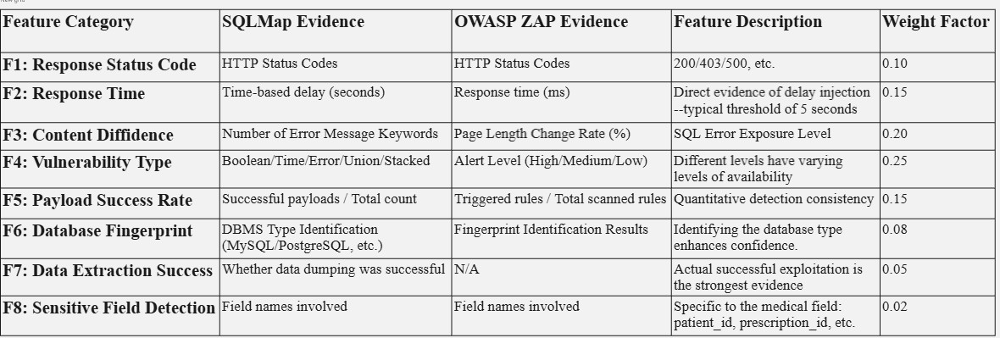 New grid
Feature Category SQLMap Evidence OWASP ZAP Evidence Feature Description Weight Factor
F1: Response Status Code HTTP Status Codes HTTP Status Codes 200/403/500, etc. 0.10
F2: Response Time Time-based delay (seconds) Response time (ms) Direct evidence of delay injection 0.15
--typical threshold of 5 seconds
F3: Content Diffidence Number of Error Message Keywords Page Length Change Rate (%) SQL Error Exposure Level 0.20
F4: Vulnerability Type Boolean/Time/Error/Union/Stacked Alert Level (High/Medium/Low) Different levels have varying 0.25
levels of availability
F5: Payload Success Rate Successful payloads / Total count Triggered rules / Total scanned rules Quantitative detection consistency 0.15
F6: Database Fingerprint DBMS Type Identification Fingerprint Identification Results Identifying the database type 0.08
(MySQL/PostgreSQL, etc.) enhances confidence.
F7: Data Extraction Success Whether data dumping was successful N/A Actual successful exploitation is 0.05
the strongest evidence
F8: Sensitive Field Detection Field names involved Field names involved Specific to the medical field: 0.02
patient_id, prescription_id, etc.